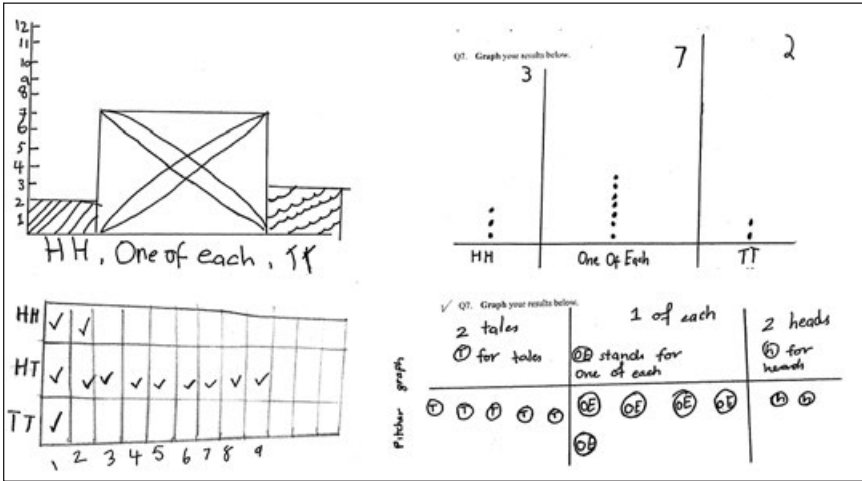 12
11
10
9
8
7
6
5
4
3
2
1
HH, One of each, TT
Q7. Graph your results below.
3 7 2
HH One Of Each TT
HH
HT
TT
1 2 3 4 5 6 7 8 9
Q7. Graph your results below.
2 tales
T for tales
1 of each
OE stands for
One of each
2 heads
h for
heads
Pitcher graph
T T T T T OE OE OE OE h h
OE